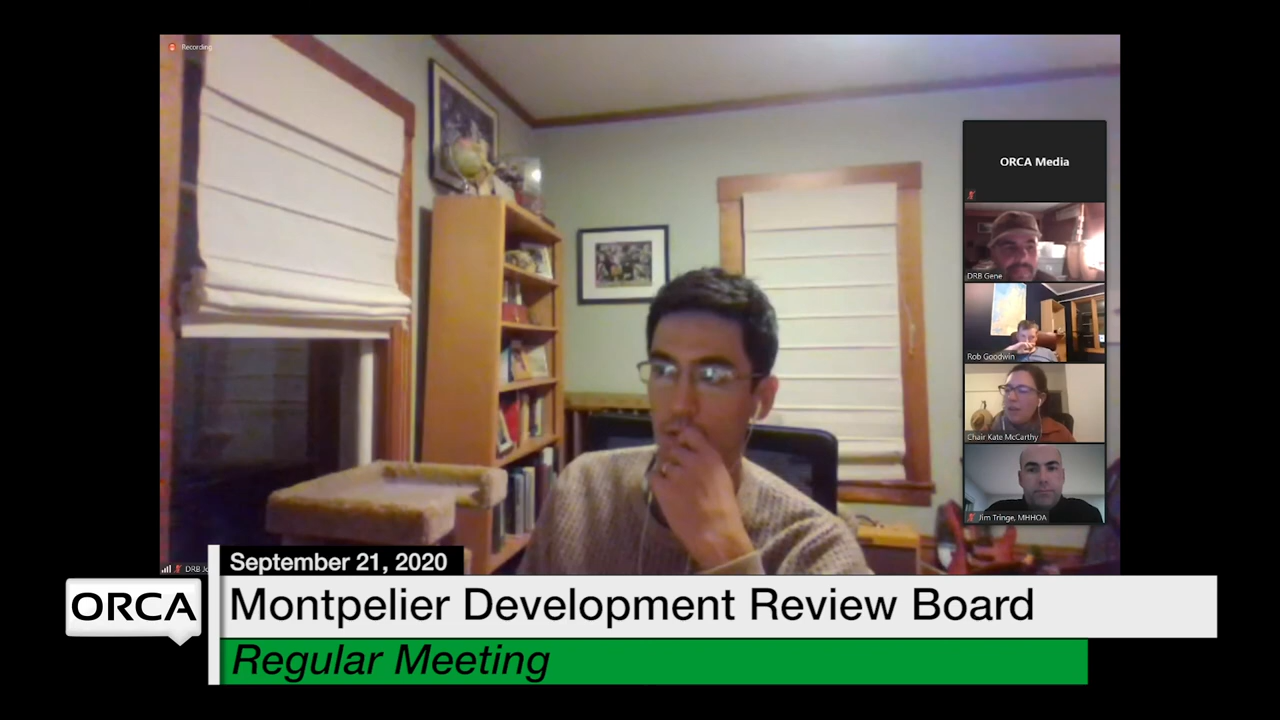 Recording
ORCA Media
DRB Gene
Rob Goodwin
Chair Kate McCarthy
Jim Tringe, MHHOA
DRB
September 21, 2020
ORCA
Montpelier Development Review Board
Regular Meeting